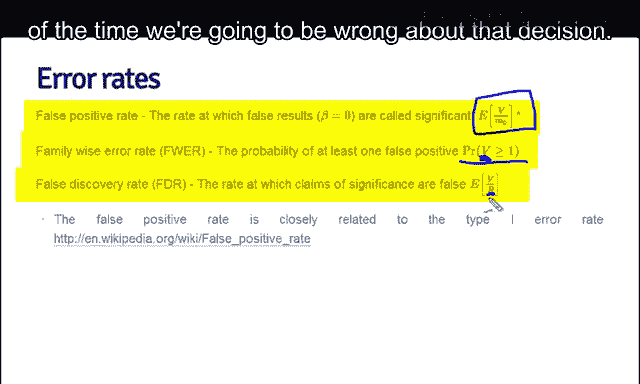 of the time we're going to be wrong about that decision.
Error rates
False positive rate - The rate at which false results (β = 0) are called significant E[V/m₀] *
Family wise error rate (FWER) - The probability of at least one false positive Pr(V ≥ 1)
False discovery rate (FDR) - The rate at which claims of significance are false E[V/
· The false positive rate is closely related to the type I error rate
http://en.wikipedia.org/wiki/False_positive_rate